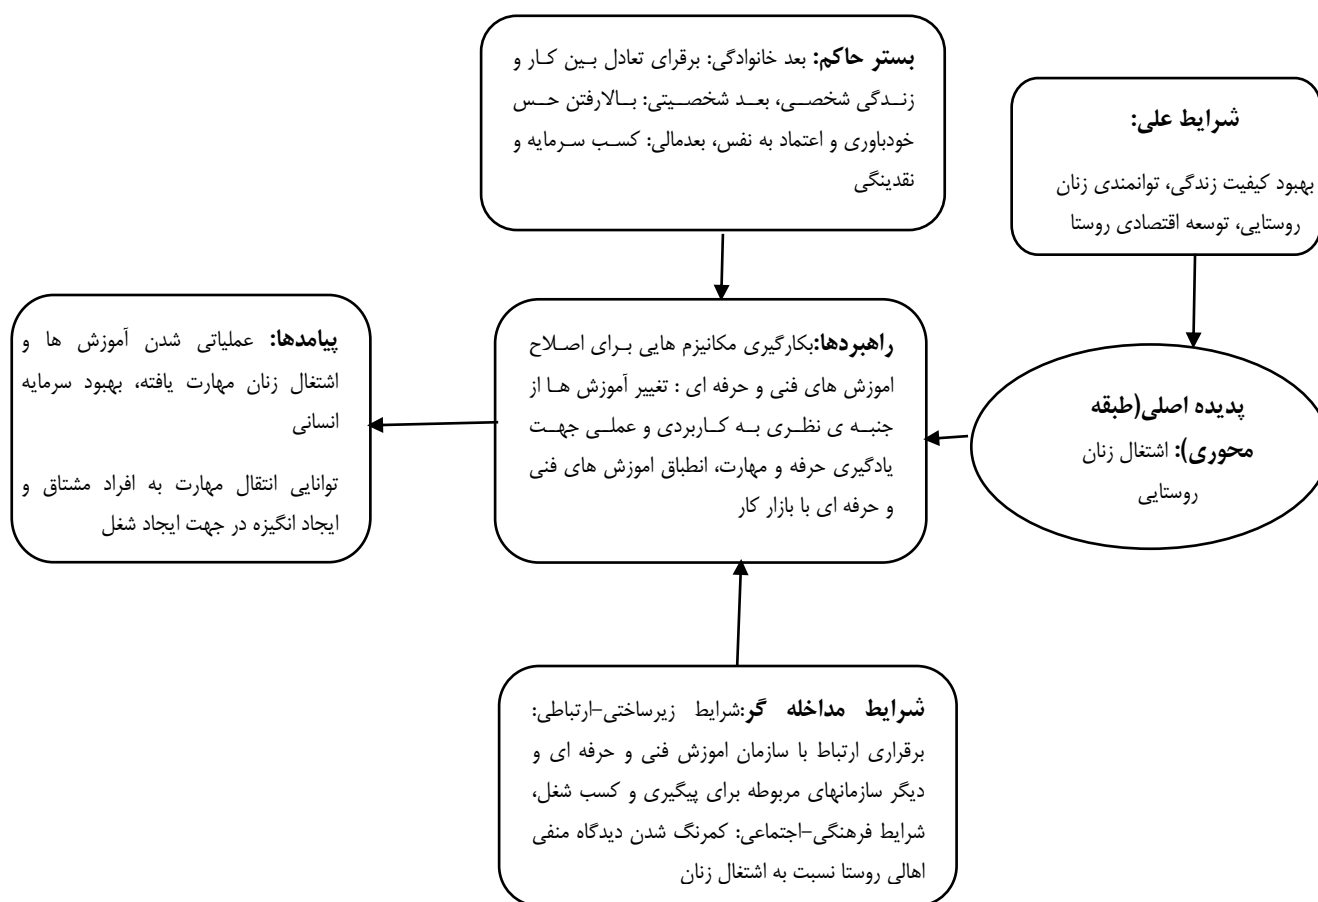 بستر حاکم: بعد خانوادگی: برقرای تعادل بین کار و
زندگی شخصی، بعد شخصیتی: بالارفتن حس
خودباوری و اعتماد به نفس، بعدمالی: کسب سرمایه و
نقدینگی
شرایط علی:
بهبود کیفیت زندگی، توانمندی زنان
روستایی، توسعه اقتصادی روستا
پدیده اصلی(طبقه
محوری): اشتغال زنان
روستایی
راهبردها:بکارگیری مکانیزم هایی برای اصلاح
اموزش های فنی و حرفه ای : تغییر آموزش ها از
جنبه ی نظری به کاربردی و عملی جهت
یادگیری حرفه و مهارت، انطباق اموزش های فنی
و حرفه ای با بازار کار
پیامدها: عملیاتی شدن آموزش ها و
اشتغال زنان مهارت یافته، بهبود سرمایه
انسانی
توانایی انتقال مهارت به افراد مشتاق و
ایجاد انگیزه در جهت ایجاد شغل
شرایط مداخله گر:شرایط زیرساختی-ارتباطی:
برقراری ارتباط با سازمان اموزش فنی و حرفه ای و
دیگر سازمانهای مربوطه برای پیگیری و کسب شغل،
شرایط فرهنگی-اجتماعی: کمرنگ شدن دیدگاه منفی
اهالی روستا نسبت به اشتغال زنان